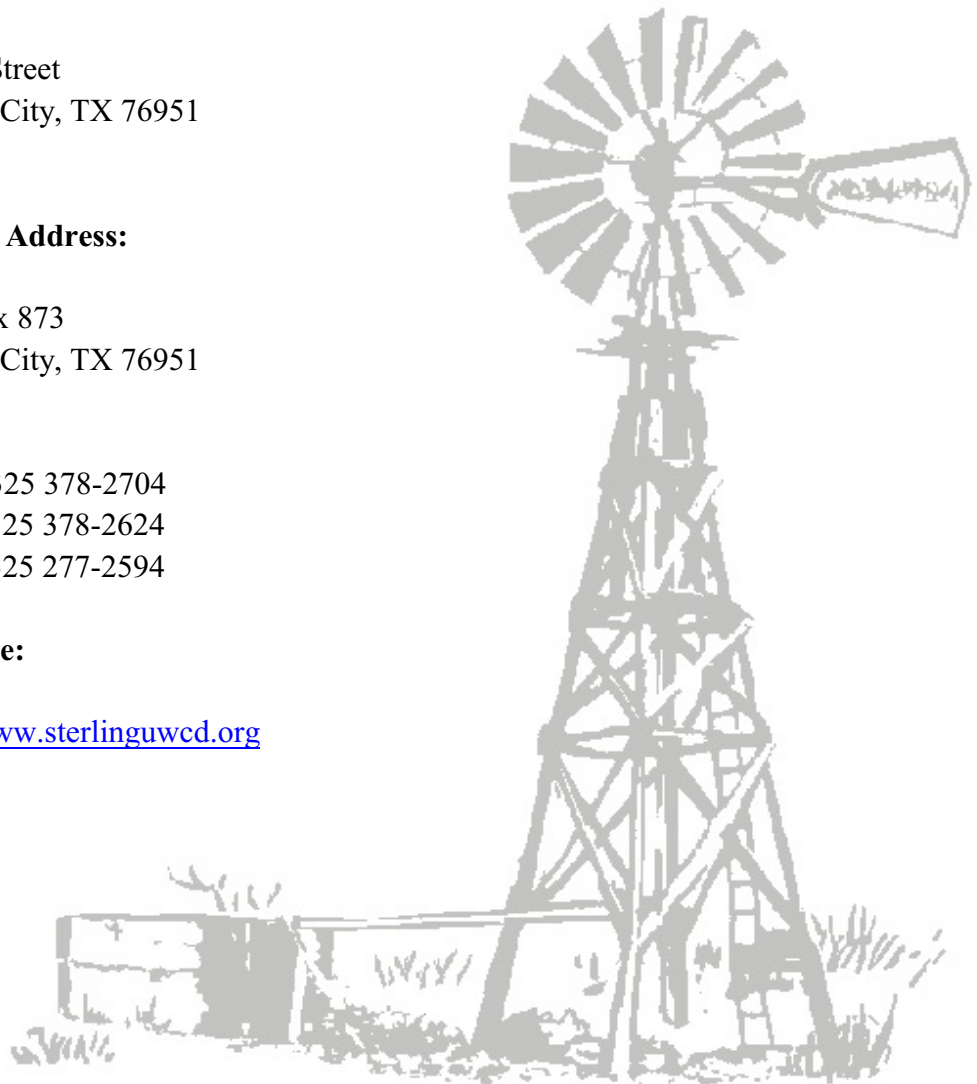 Street
City, TX 76951
Address:
x 873
City, TX 76951
325 378-2704
25 378-2624
25 277-2594
e:
ww.sterlinguwcd.org